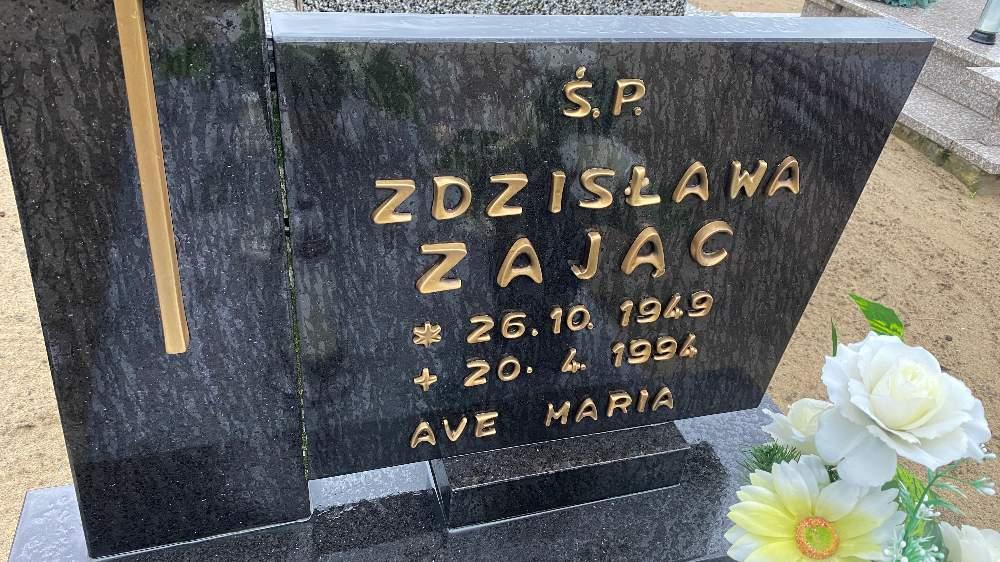 Ś.P.
ZDZISŁAWA
ZAJĄC
* 26.10.1949
+ 20. 4. 1994
AVE MARIA